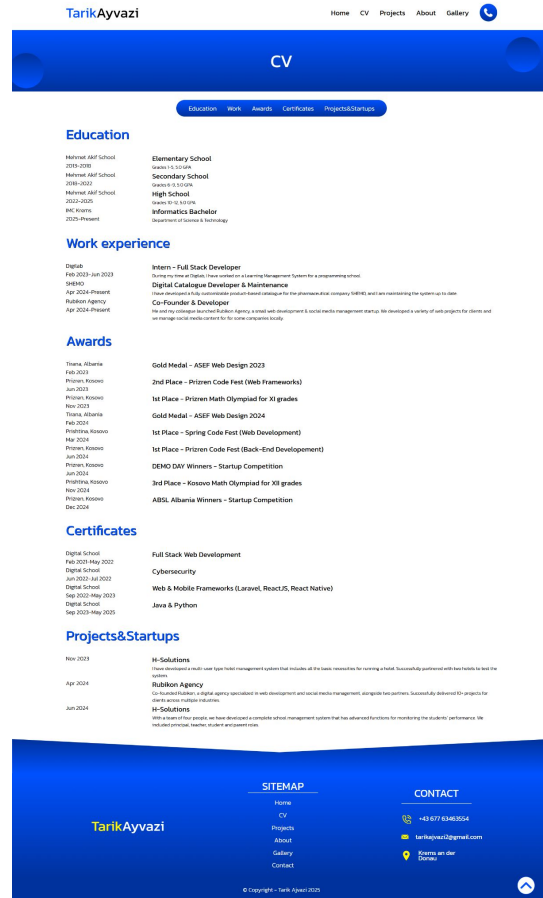 TarikAyvazi
Home CV Projects About Gallery
CV
Education Work Awards Certificates Projects&Startups
Education
Mehmet Akif School
2013-2018
Elementary School
Grades 1-5, 5.0 GPA
Mehmet Akif School
2018-2022
Secondary School
Grades 6-9, 5.0 GPA
Mehmet Akif School
2022-2025
High School
Grades 10-12, 5.0 GPA
IMC Krems
2025-Present
Informatics Bachelor
Department of Science & Technology
Work experience
Digilab
Feb 2023-Jun 2023
Intern - Full Stack Developer
During my time at Digilab, I have worked on a Learning Management System for a programming school.
SHEMO
Apr 2024-Present
Digital Catalogue Developer & Maintenance
I have developed a fully customizable product-based catalogue for the pharmaceutical company SHEMO, and I am maintaining the system up to date.
Rubikon Agency
Apr 2024-Present
Co-Founder & Developer
Me and my colleague launched Rubikon Agency, a small web development & social media management startup. We developed a variety of web projects for clients and
we manage social media content for for some companies locally.
Awards
Tirana, Albania
Feb 2023
Gold Medal - ASEF Web Design 2023
Prizren, Kosovo
Jun 2023
2nd Place - Prizren Code Fest (Web Frameworks)
Prizren, Kosovo
Nov 2023
1st Place - Prizren Math Olympiad for XI grades
Tirana, Albania
Feb 2024
Gold Medal - ASEF Web Design 2024
Prishtina, Kosovo
Mar 2024
1st Place - Spring Code Fest (Web Development)
Prizren, Kosovo
Jun 2024
1st Place - Prizren Code Fest (Back-End Developement)
Prizren, Kosovo
Jun 2024
DEMO DAY Winners - Startup Competition
Prishtina, Kosovo
Nov 2024
3rd Place - Kosovo Math Olympiad for XII grades
Prizren, Kosovo
Dec 2024
ABSL Albania Winners - Startup Competition
Certificates
Digital School
Feb 2021-May 2022
Full Stack Web Development
Digital School
Jun 2022-Jul 2022
Cybersecurity
Digital School
Sep 2022-May 2023
Web & Mobile Frameworks (Laravel, ReactJS, React Native)
Digital School
Sep 2023-May 2025
Java & Python
Projects&Startups
Nov 2023
H-Solutions
I have developed a multi-user type hotel management system that includes all the basic necessities for running a hotel. Successfully partnered with two hotels to test the
system.
Apr 2024
Rubikon Agency
Co-founded Rubikon, a digital agency specialized in web development and social media management, alongside two partners. Successfully delivered 10+ projects for
clients across multiple industries.
Jun 2024
H-Solutions
With a team of four people, we have developed a complete school management system that has advanced functions for monitoring the students' performance. We
included principal, teacher, student and parent roles.
TarikAyvazi
SITEMAP
Home
CV
Projects
About
Gallery
Contact
CONTACT
+43 677 63463554
tarikajvazi2@gmail.com
Krems an der
Donau
© Copyright - Tarik Ajvazi 2025